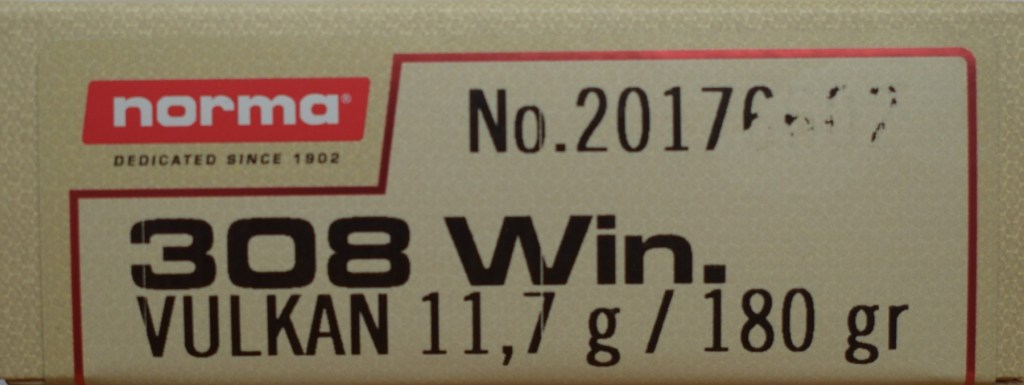 norma®
DEDICATED SINCE 1902
308 Win.
VULKAN 11,7 g / 180 gr